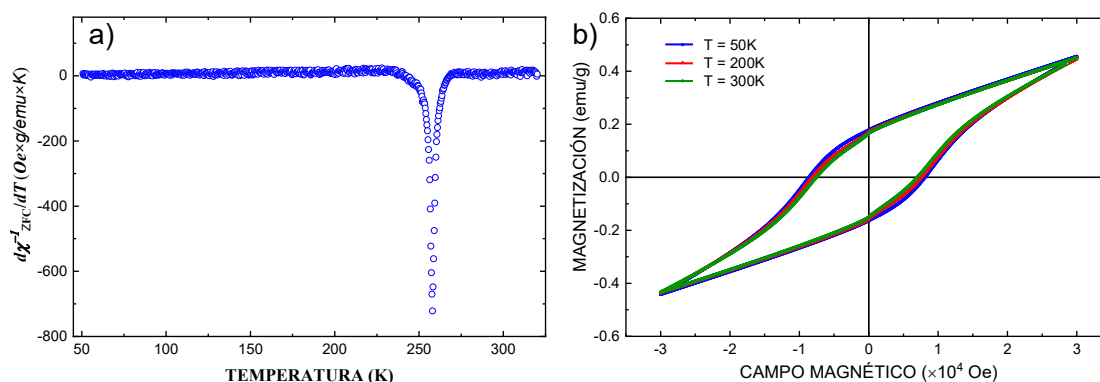 a)
dχ⁻¹ZFC/dT (Oe×g/emu×K)
0
-200
-400
-600
-800
50
100
150
200
250
300
TEMPERATURA (K)
b)
T = 50K
T = 200K
T = 300K
MAGNETIZACIÓN (emu/g)
0.6
0.4
0.2
0.0
-0.2
-0.4
-0.6
-3
-2
-1
0
1
2
3
CAMPO MAGNÉTICO (×10⁴ Oe)